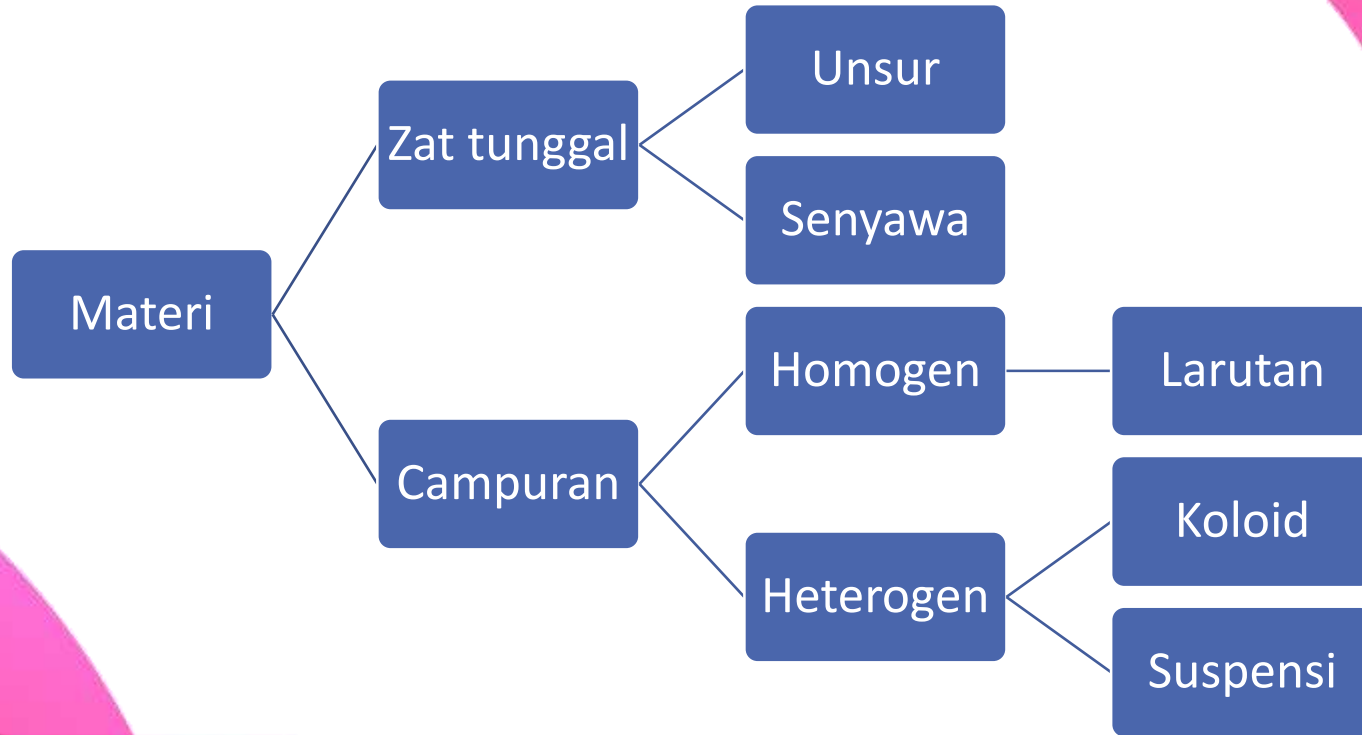 Materi
Zat tunggal
Unsur
Senyawa
Campuran
Homogen
Larutan
Heterogen
Koloid
Suspensi